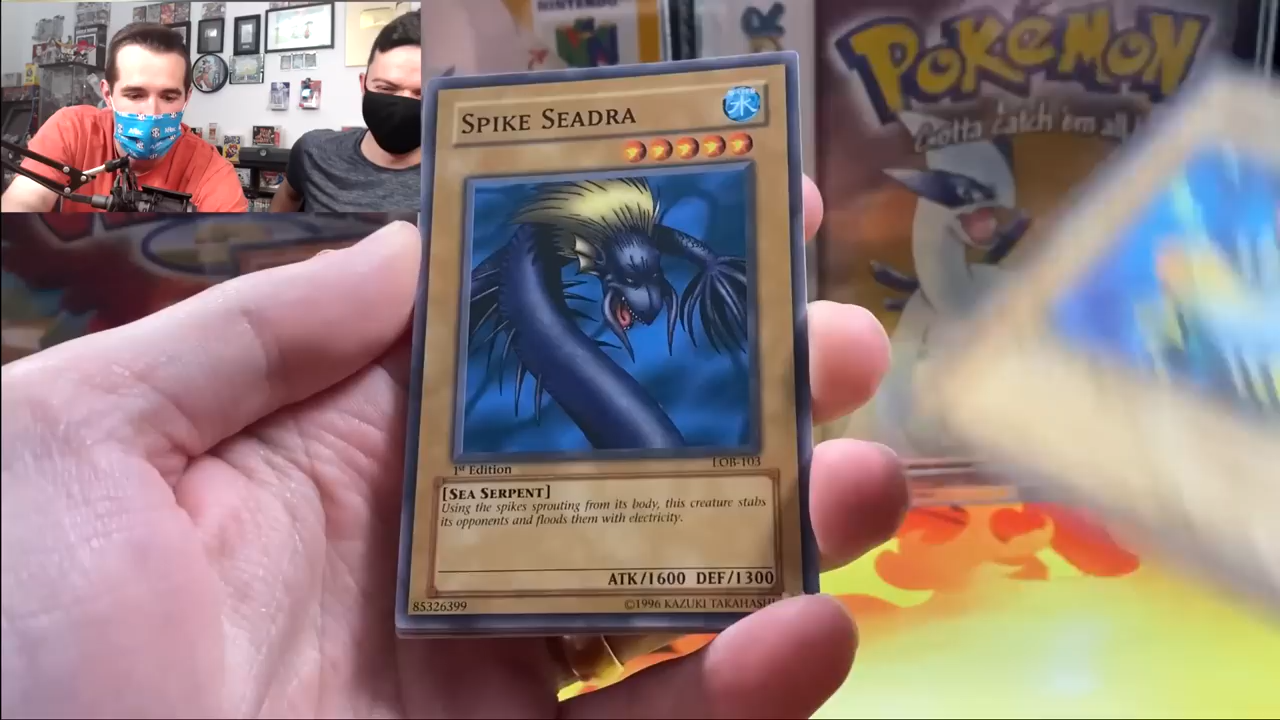 NINTENDO
POKÉMON
Gotta catch 'em all
SPIKE SEADRA
水
1st Edition
LOB-103
[SEA SERPENT]
Using the spikes sprouting from its body, this creature stabs
its opponents and floods them with electricity.
ATK/1600 DEF/1300
85326399
©1996 KAZUKI TAKAHASHI